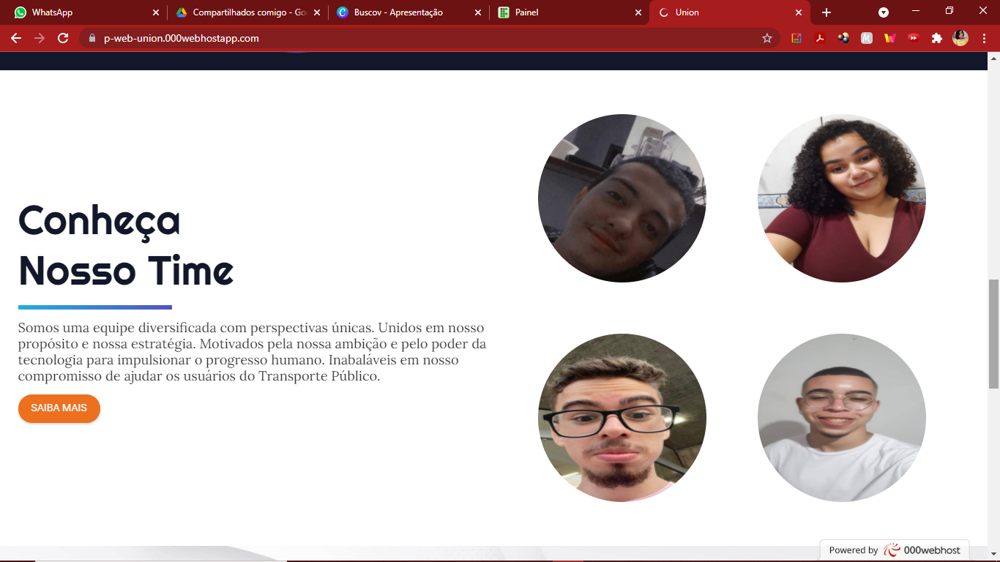 WhatsApp
Compartilhados comigo - Go
Buscov - Apresentação
Painel
Union
p-web-union.000webhostapp.com
Conheça
Nosso Time
Somos uma equipe diversificada com perspectivas únicas. Unidos em nosso
propósito e nossa estratégia. Motivados pela nossa ambição e pelo poder da
tecnologia para impulsionar o progresso humano. Inabaláveis em nosso
compromisso de ajudar os usuários do Transporte Público.
SAIBA MAIS
Powered by 000webhost